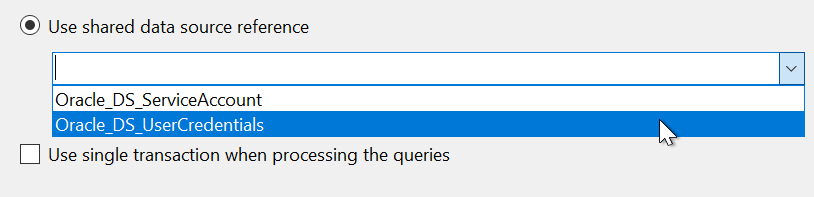 Use shared data source reference
Oracle_DS_ServiceAccount
Oracle_DS_UserCredentials
Use single transaction when processing the queries